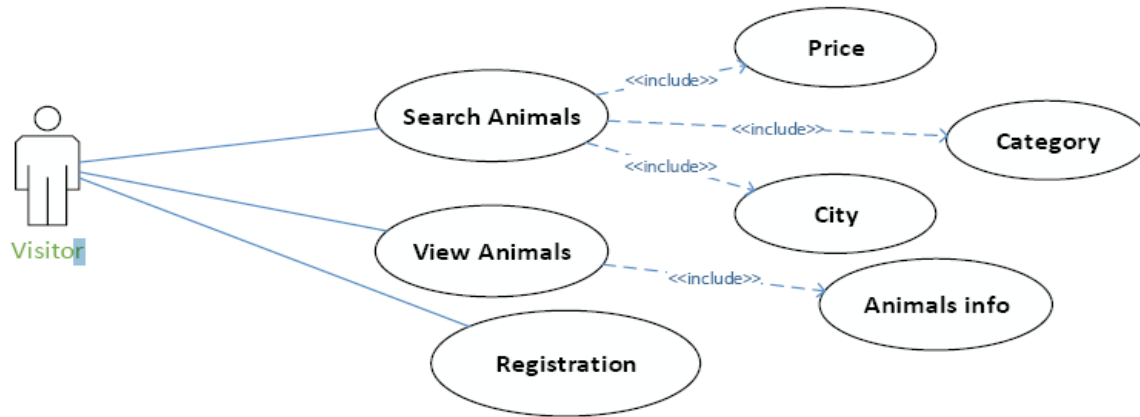 Price
<<include>>
Search Animals
<<include>>
Category
<<include>>
City
Visitor
View Animals
<<include>>
Animals info
Registration